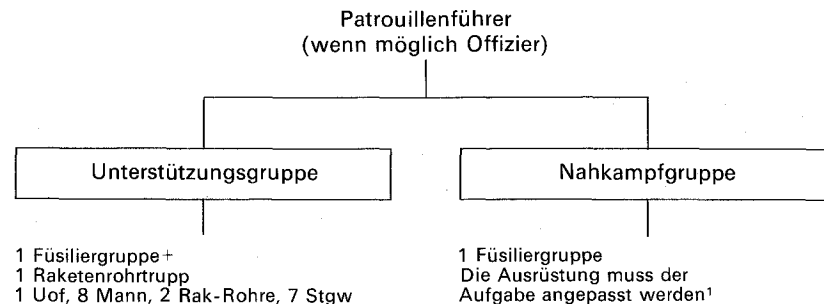 Patrouillenführer
(wenn möglich Offizier)
Unterstützungsgruppe
Nahkampfgruppe
1 Füsiliergruppe+
1 Raketenrohrtrupp
1 Uof, 8 Mann, 2 Rak-Rohre, 7 Stgw
1 Füsiliergruppe
Die Ausrüstung muss der
Aufgabe angepasst werden¹